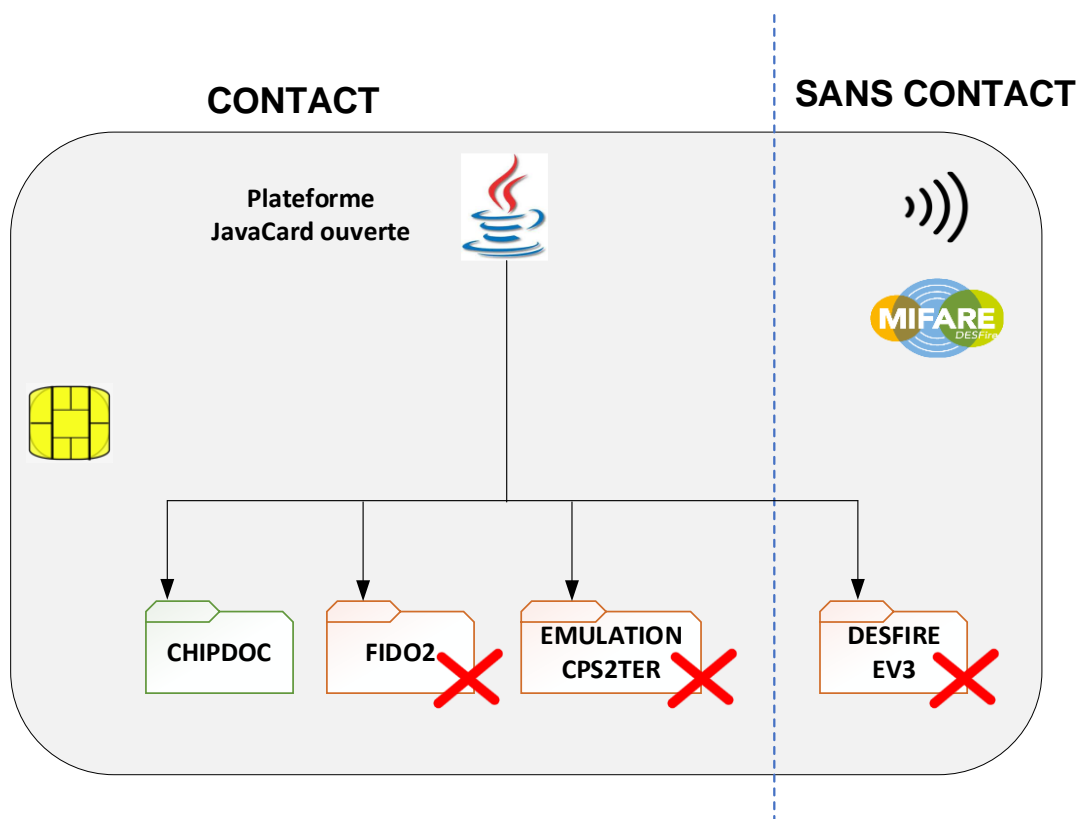 CONTACT
SANS CONTACT
Plateforme
JavaCard ouverte
MIFARE
DESFire
CHIPDOC
FIDO2
EMULATION
CPS2TER
DESFIRE
EV3